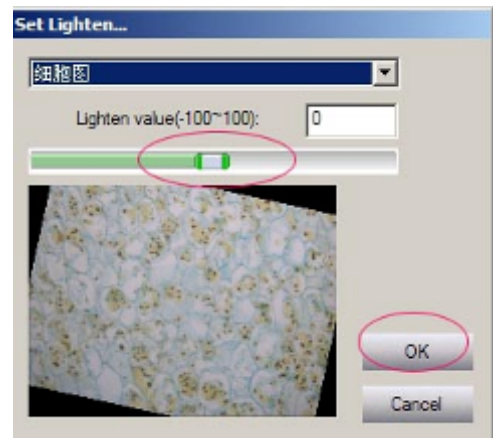 Set Lighten...
细胞图
Lighten value(-100~100):
0
OK
Cancel